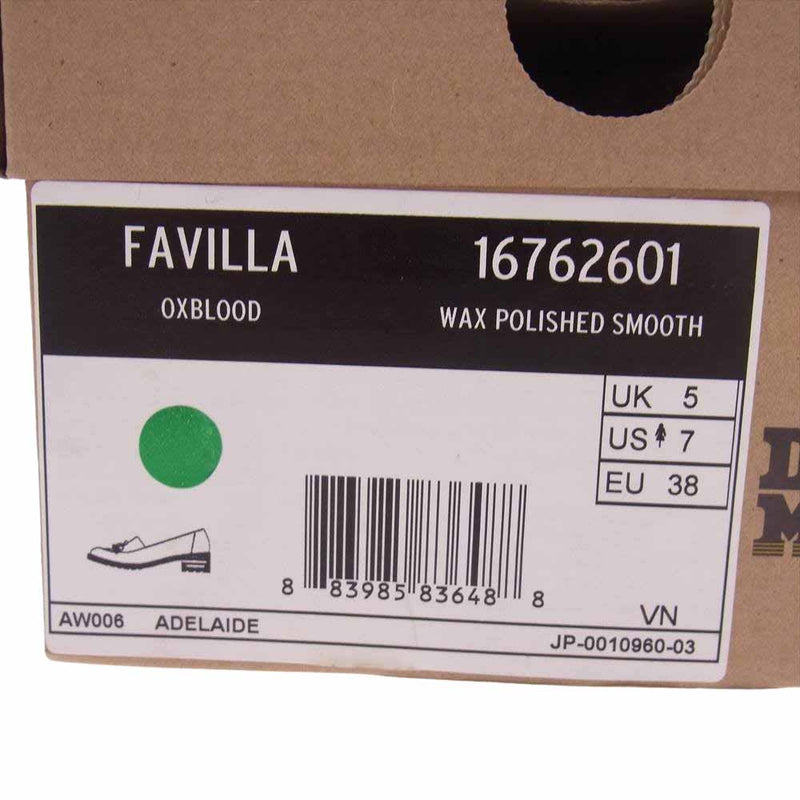 FAVILLA 16762601
OXBLOOD WAX POLISHED SMOOTH
UK 5
US 7
EU 38
8 83985 83648 8
VN
AW006 ADELAIDE
JP-0010960-03
D
M